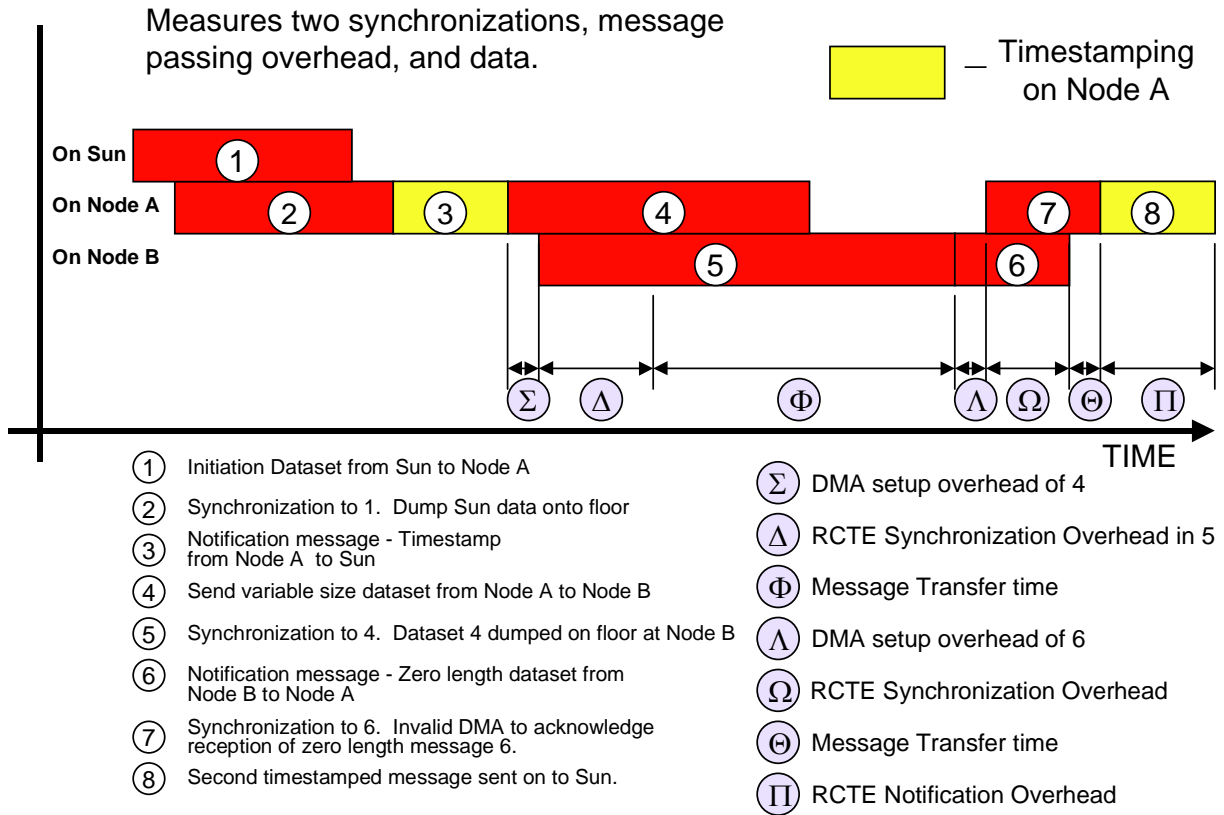 Measures two synchronizations, message
passing overhead, and data.
_ Timestamping
on Node A
On Sun
On Node A
On Node B
1
2
3
4
5
6
7
8
Σ
Δ
Φ
Λ
Ω
Θ
Π
TIME
1 Initiation Dataset from Sun to Node A
2 Synchronization to 1. Dump Sun data onto floor
3 Notification message - Timestamp
from Node A to Sun
4 Send variable size dataset from Node A to Node B
5 Synchronization to 4. Dataset 4 dumped on floor at Node B
6 Notification message - Zero length dataset from
Node B to Node A
7 Synchronization to 6. Invalid DMA to acknowledge
reception of zero length message 6.
8 Second timestamped message sent on to Sun.
Σ DMA setup overhead of 4
Δ RCTE Synchronization Overhead in 5
Φ Message Transfer time
Λ DMA setup overhead of 6
Ω RCTE Synchronization Overhead
Θ Message Transfer time
Π RCTE Notification Overhead